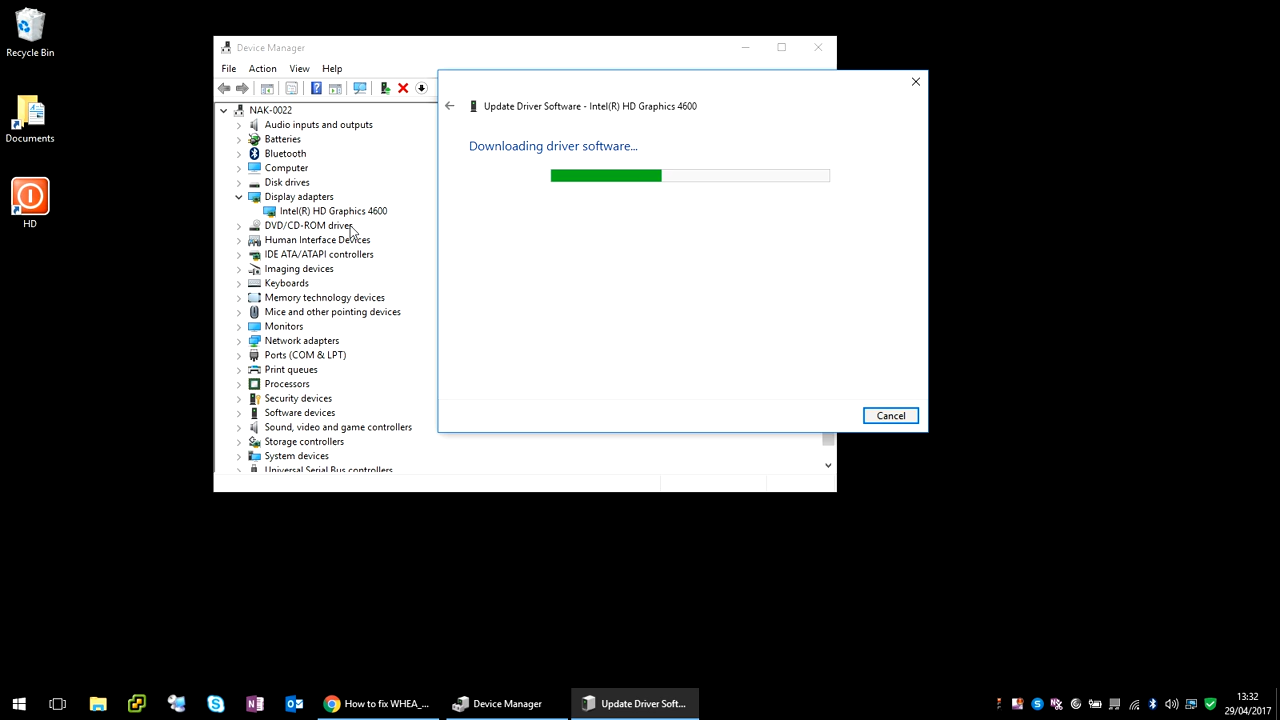 Recycle Bin
Documents
HD
Device Manager
File Action View Help
NAK-0022
Audio inputs and outputs
Batteries
Bluetooth
Computer
Disk drives
Display adapters
Intel(R) HD Graphics 4600
DVD/CD-ROM drives
Human Interface Devices
IDE ATA/ATAPI controllers
Imaging devices
Keyboards
Memory technology devices
Mice and other pointing devices
Monitors
Network adapters
Ports (COM & LPT)
Print queues
Processors
Security devices
Software devices
Sound, video and game controllers
Storage controllers
System devices
Universal Serial Bus controllers
Update Driver Software - Intel(R) HD Graphics 4600
Downloading driver software...
Cancel
How to fix WHEA_...
Device Manager
Update Driver Soft...
13:32
29/04/2017